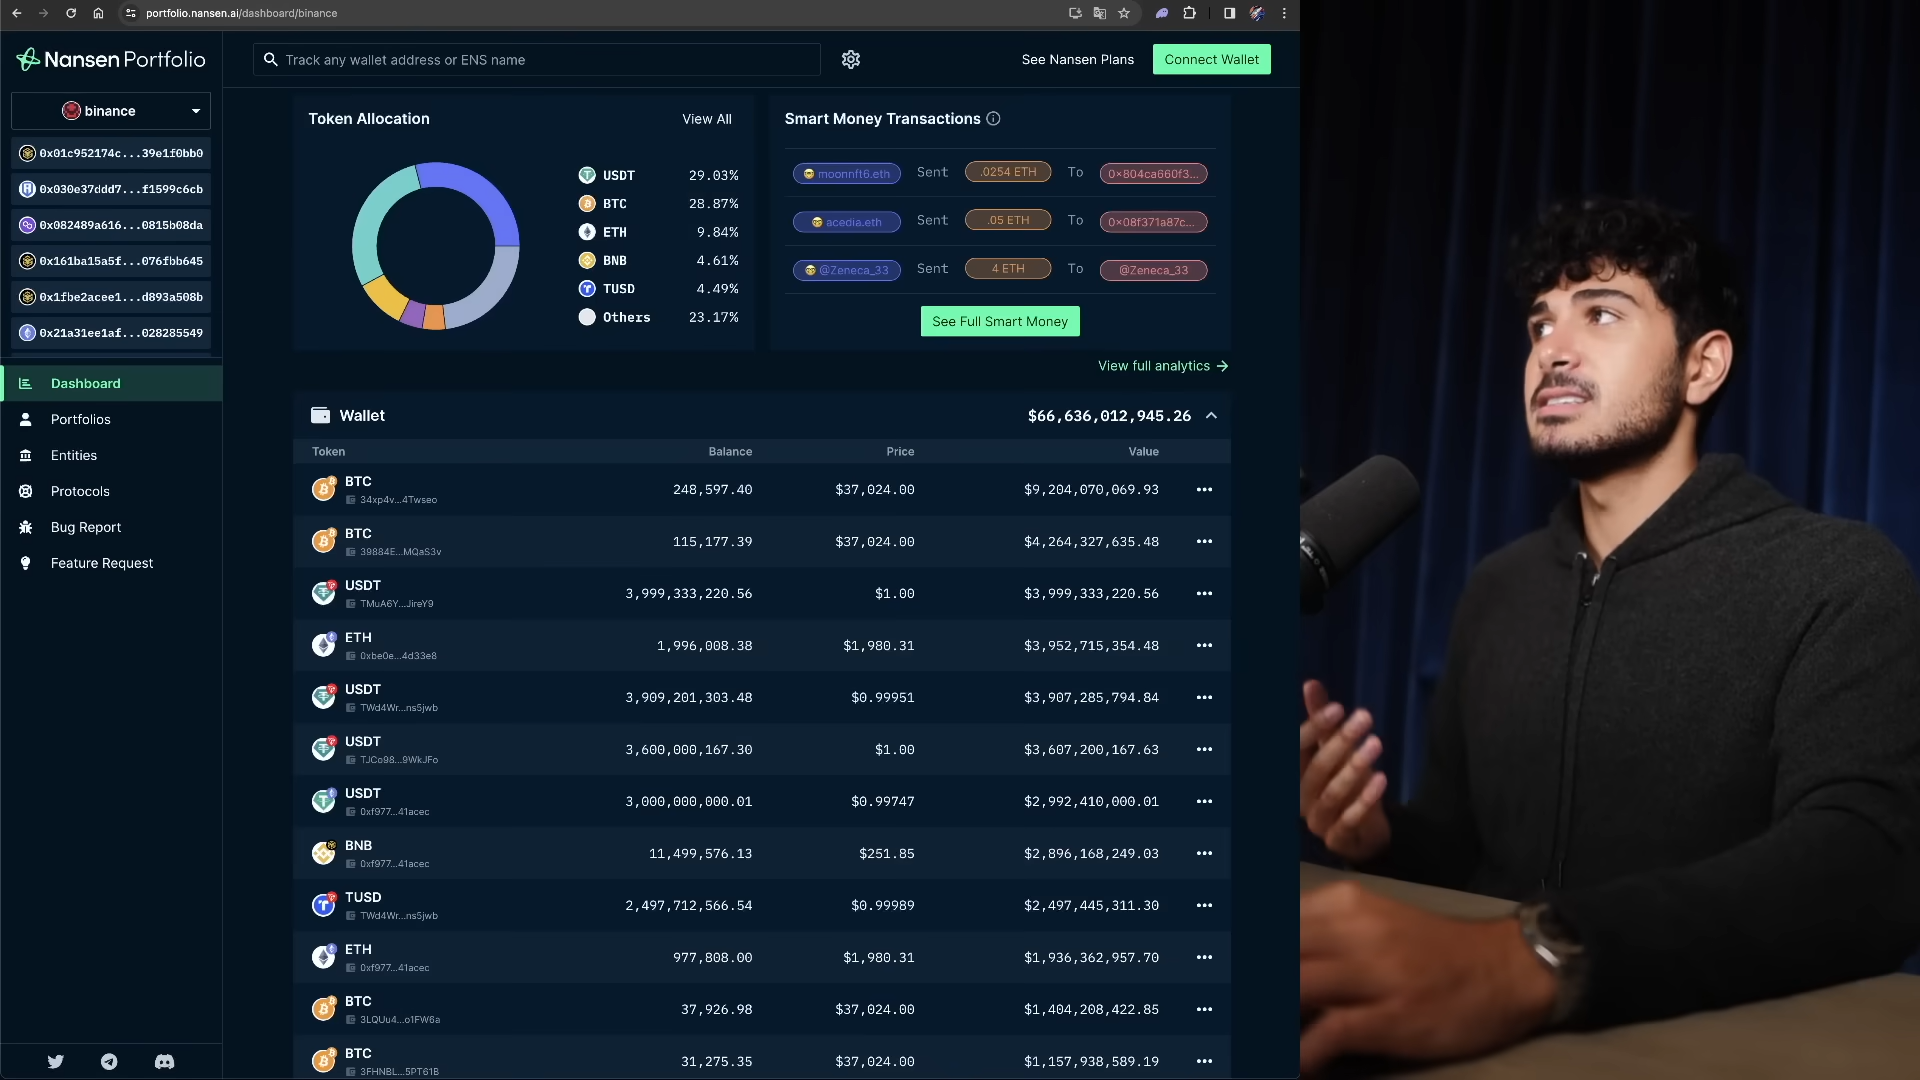 portfolio.nansen.ai/dashboard/binance
Nansen Portfolio
Track any wallet address or ENS name
See Nansen Plans
Connect Wallet
binance
0x01c952174c...39e1f0bb0
0x030e37ddd7...f1599c6cb
0x082489a616...0815b08da
0x161ba15a5f...076fbb645
0x1fbe2acee1...d893a508b
0x21a31ee1af...028285549
Dashboard
Portfolios
Entities
Protocols
Bug Report
Feature Request
Token Allocation
View All
USDT 29.03%
BTC 28.87%
ETH 9.84%
BNB 4.61%
TUSD 4.49%
Others 23.17%
Smart Money Transactions
moonnft6.eth Sent .0254 ETH To 0×804ca660f3...
acedia.eth Sent .05 ETH To 0×08f371a87c...
@Zeneca_33 Sent 4 ETH To @Zeneca_33
See Full Smart Money
View full analytics →
Wallet $66,636,012,945.26
Token Balance Price Value
BTC
34xp4v...4Twseo
248,597.40 $37,024.00 $9,204,070,069.93
BTC
39884E...MQaS3v
115,177.39 $37,024.00 $4,264,327,635.48
USDT
TMuA6Y...JireY9
3,999,333,220.56 $1.00 $3,999,333,220.56
ETH
0xbe0e...4d33e8
1,996,008.38 $1,980.31 $3,952,715,354.48
USDT
TWd4Wr...ns5jwb
3,909,201,303.48 $0.99951 $3,907,285,794.84
USDT
TJCo98...9WkJFo
3,600,000,167.30 $1.00 $3,607,200,167.63
USDT
0xf977...41acec
3,000,000,000.01 $0.99747 $2,992,410,000.01
BNB
0xf977...41acec
11,499,576.13 $251.85 $2,896,168,249.03
TUSD
TWd4Wr...ns5jwb
2,497,712,566.54 $0.99989 $2,497,445,311.30
ETH
0xf977...41acec
977,808.00 $1,980.31 $1,936,362,957.70
BTC
3LQUu4...o1FW6a
37,926.98 $37,024.00 $1,404,208,422.85
BTC
3FHNBL...5PT61B
31,275.35 $37,024.00 $1,157,938,589.19